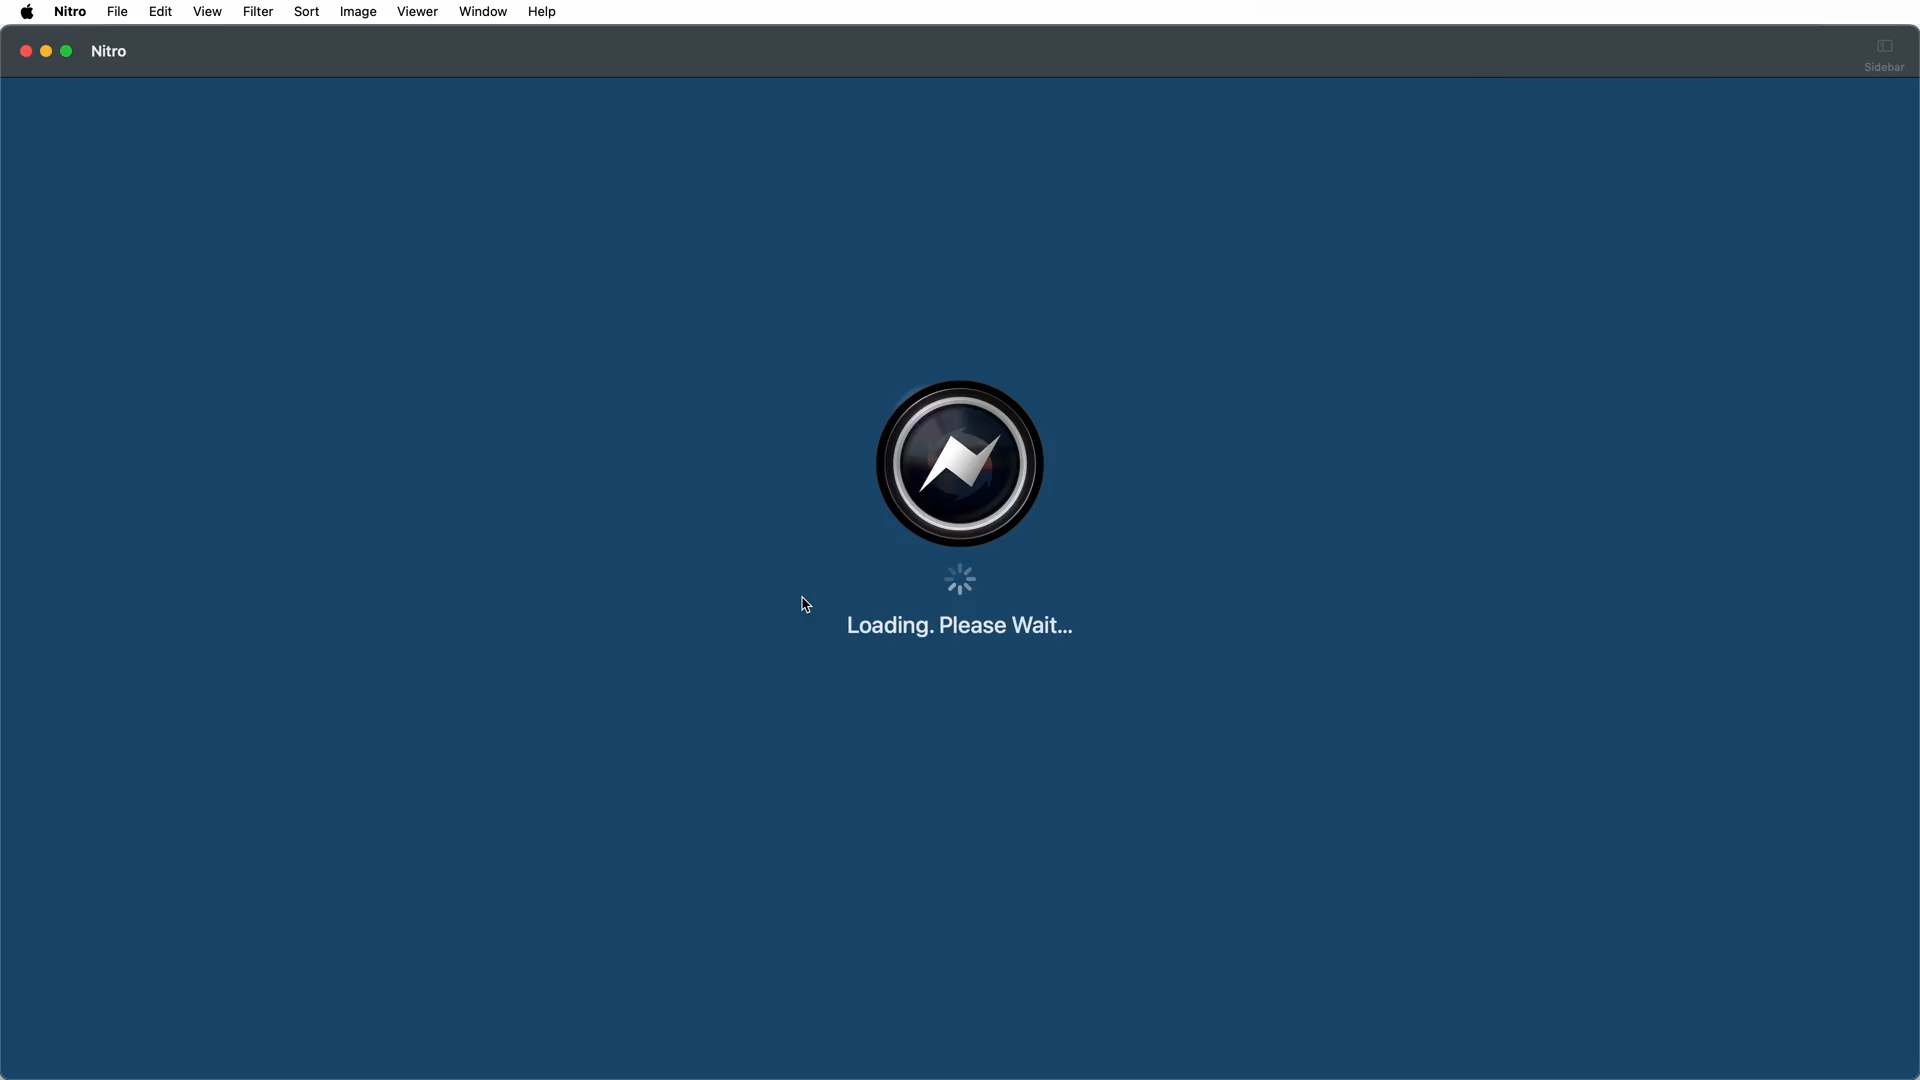 Nitro File Edit View Filter Sort Image Viewer Window Help
Nitro
Sidebar
Loading. Please Wait...